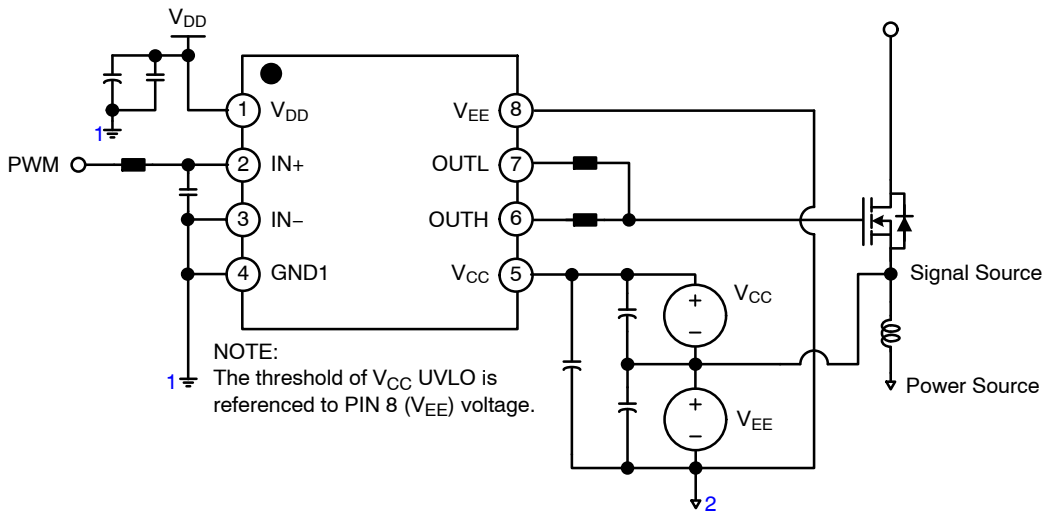 VDD
1
1 VDD
VEE 8
PWM
2 IN+
OUTL 7
3 IN−
OUTH 6
4 GND1
VCC 5
Signal Source
+
−
VCC
NOTE:
The threshold of VCC UVLO is
referenced to PIN 8 (VEE) voltage.
1
Power Source
+
−
VEE
2